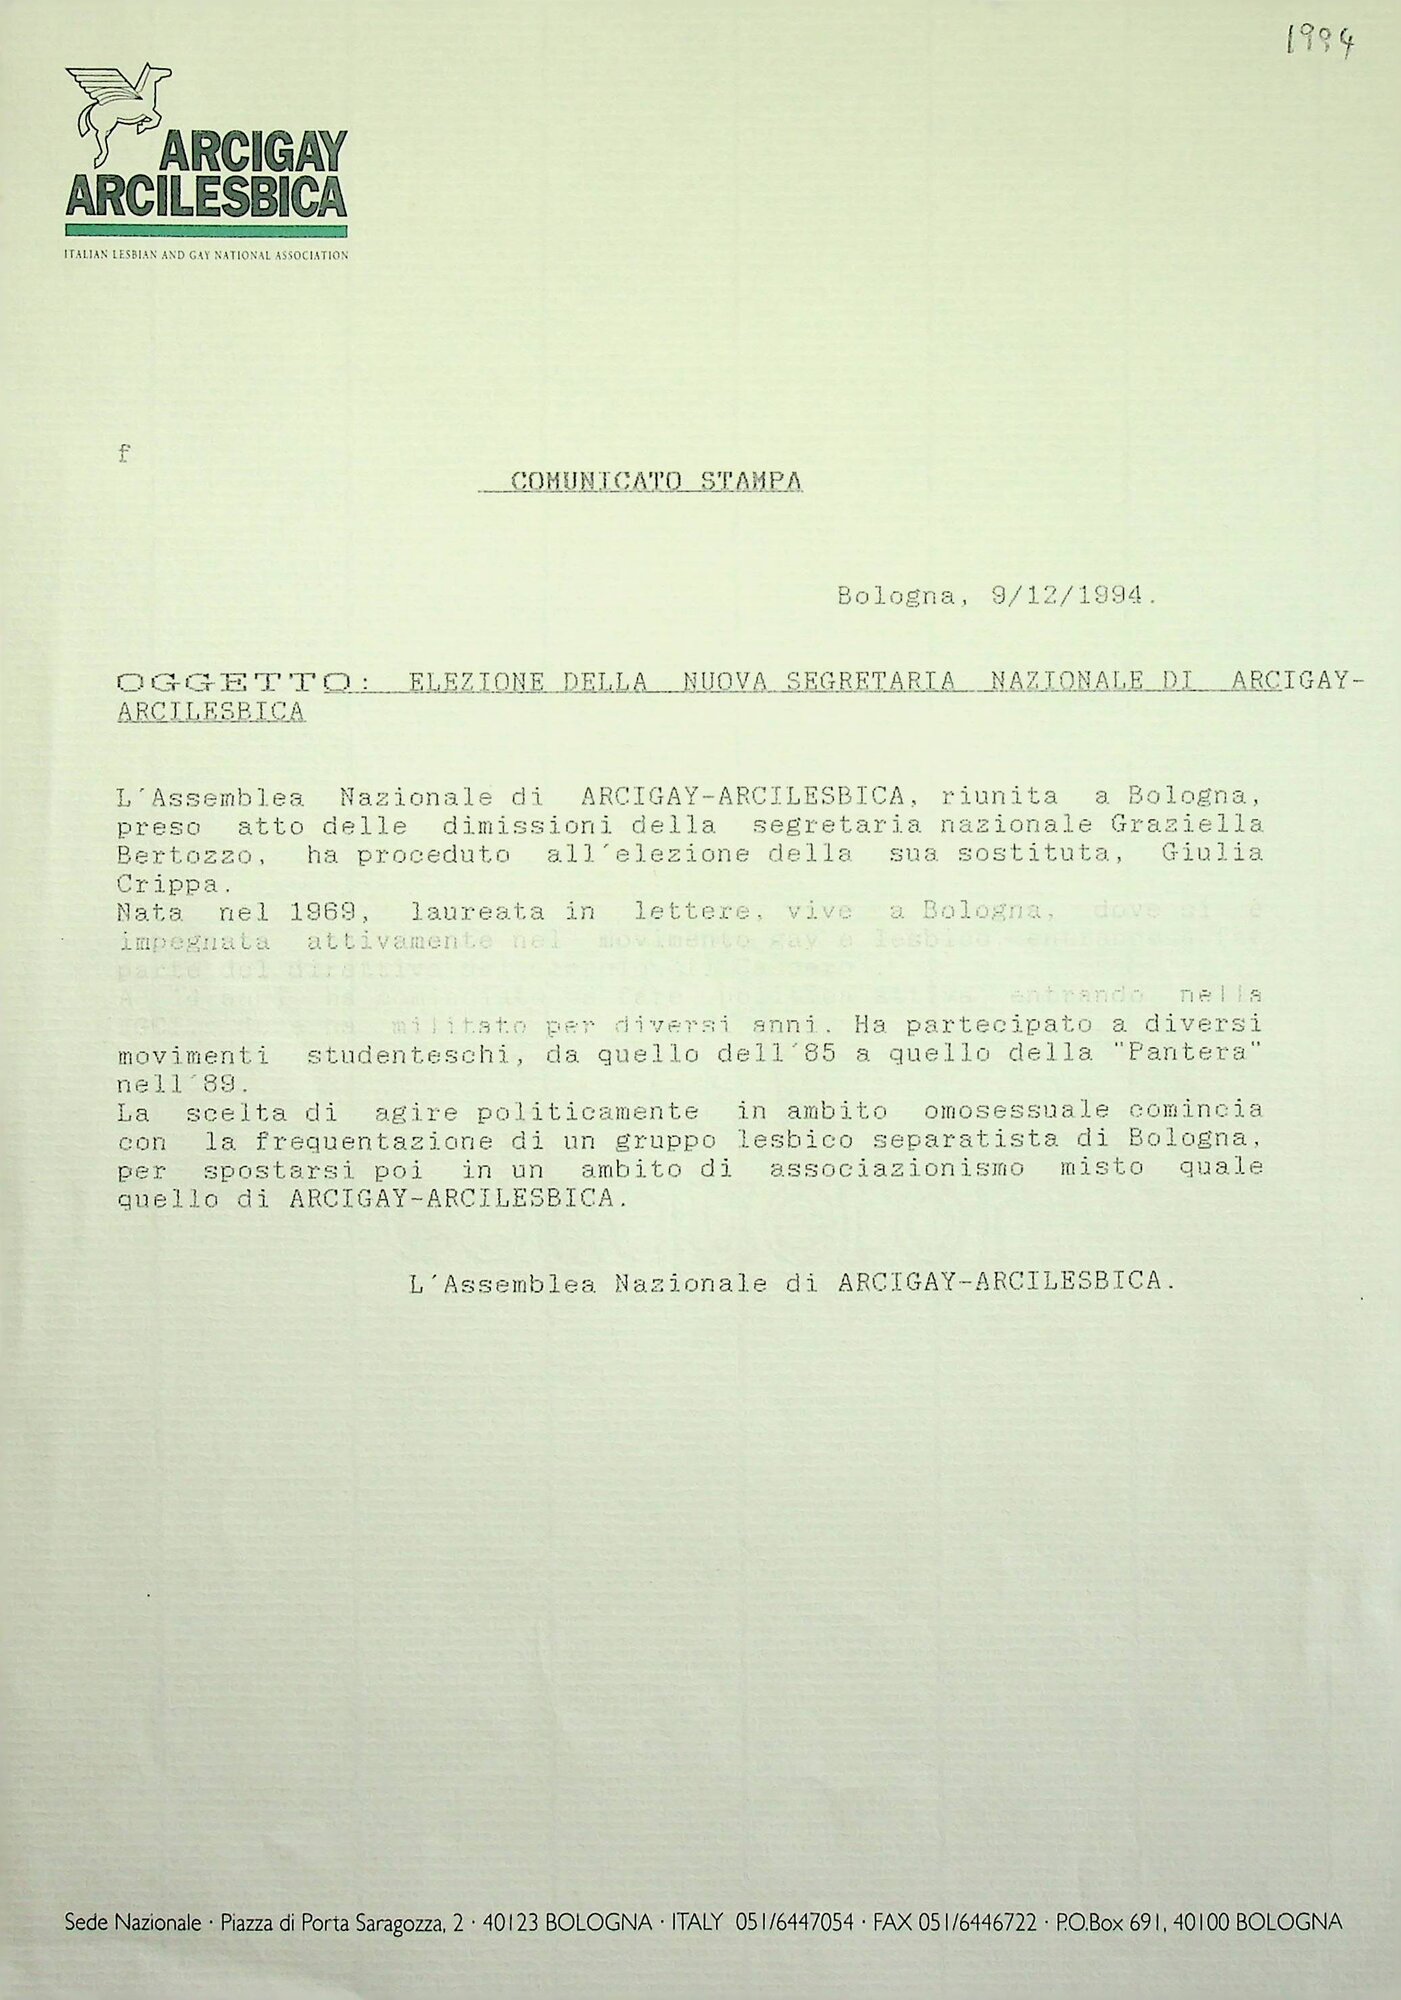 1994
ARCIGAY
ARCILESBICA
ITALIAN LESBIAN AND GAY NATIONAL ASSOCIATION
f
COMUNICATO STAMPA
Bologna, 9/12/1994.
OGGETTO: ELEZIONE DELLA NUOVA SEGRETARIA NAZIONALE DI ARCIGAY-
ARCILESBICA
L'Assemblea Nazionale di ARCIGAY-ARCILESBICA, riunita a Bologna,
preso atto delle dimissioni della segretaria nazionale Graziella
Bertozzo, ha proceduto all'elezione della sua sostituta, Giulia
Crippa.
Nata nel 1969, laureata in lettere, vive a Bologna, dove si è
impegnata attivamente nel movimento gay e lesbico
parte del direttivo
entrando nella
militato per diversi anni. Ha partecipato a diversi
movimenti studenteschi, da quello dell'85 a quello della "Pantera"
nell'89.
La scelta di agire politicamente in ambito omosessuale comincia
con la frequentazione di un gruppo lesbico separatista di Bologna,
per spostarsi poi in un ambito di associazionismo misto quale
quello di ARCIGAY-ARCILESBICA.
L'Assemblea Nazionale di ARCIGAY-ARCILESBICA.
Sede Nazionale · Piazza di Porta Saragozza, 2 · 40123 BOLOGNA · ITALY 051/6447054 · FAX 051/6446722 · P.O.Box 691, 40100 BOLOGNA